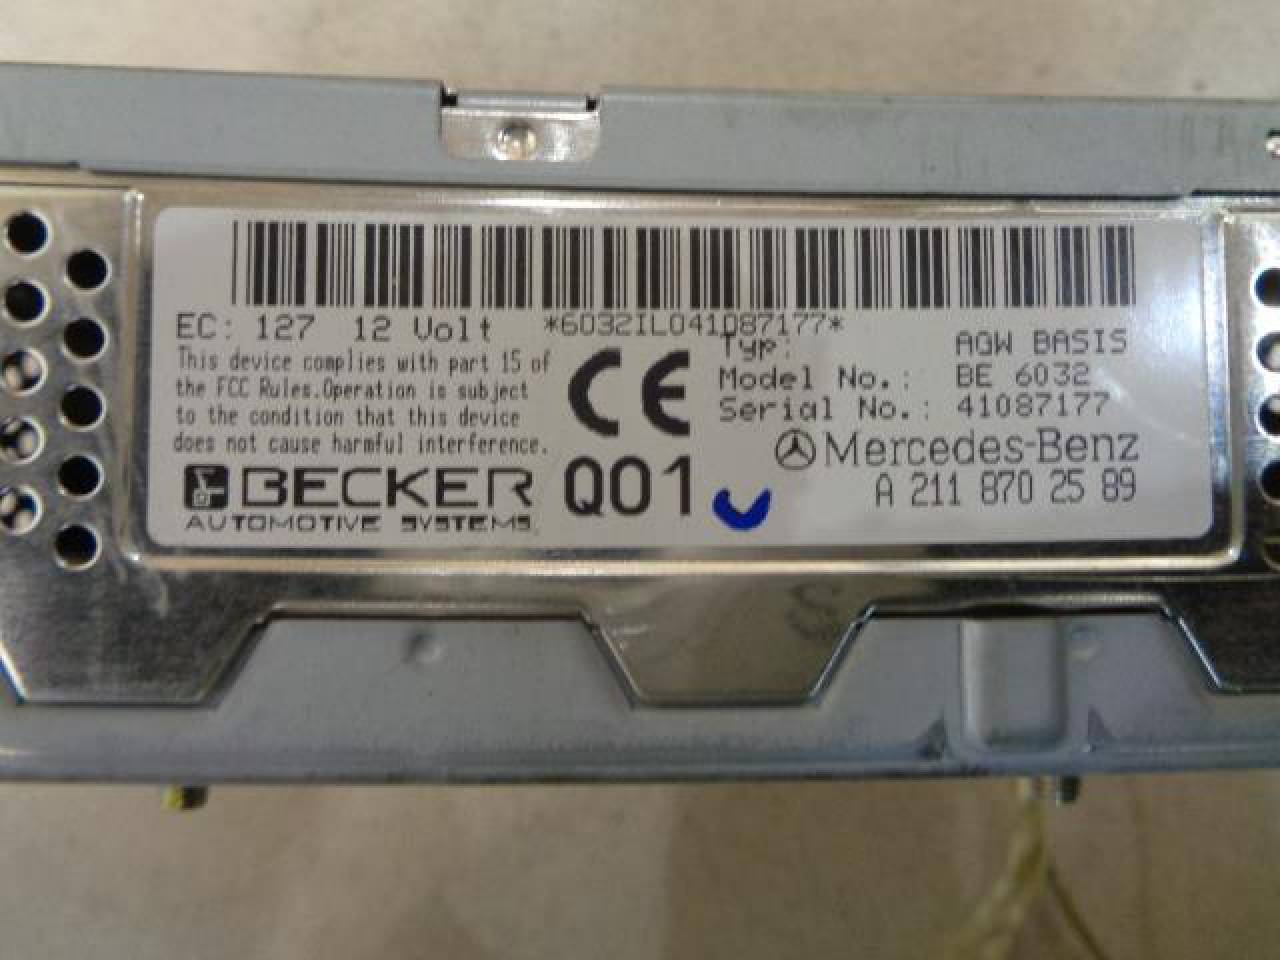 EC: 127 12 Volt *6032IL041087177*
This device complies with part 15 of
the FCC Rules.Operation is subject
to the condition that this device
does not cause harmful interference.
BECKER
AUTOMOTIVE SYSTEMS
CE
Q01
Typ: AGW BASIS
Model No.: BE 6032
Serial No.: 41087177
Mercedes-Benz
A 211 870 25 89
S